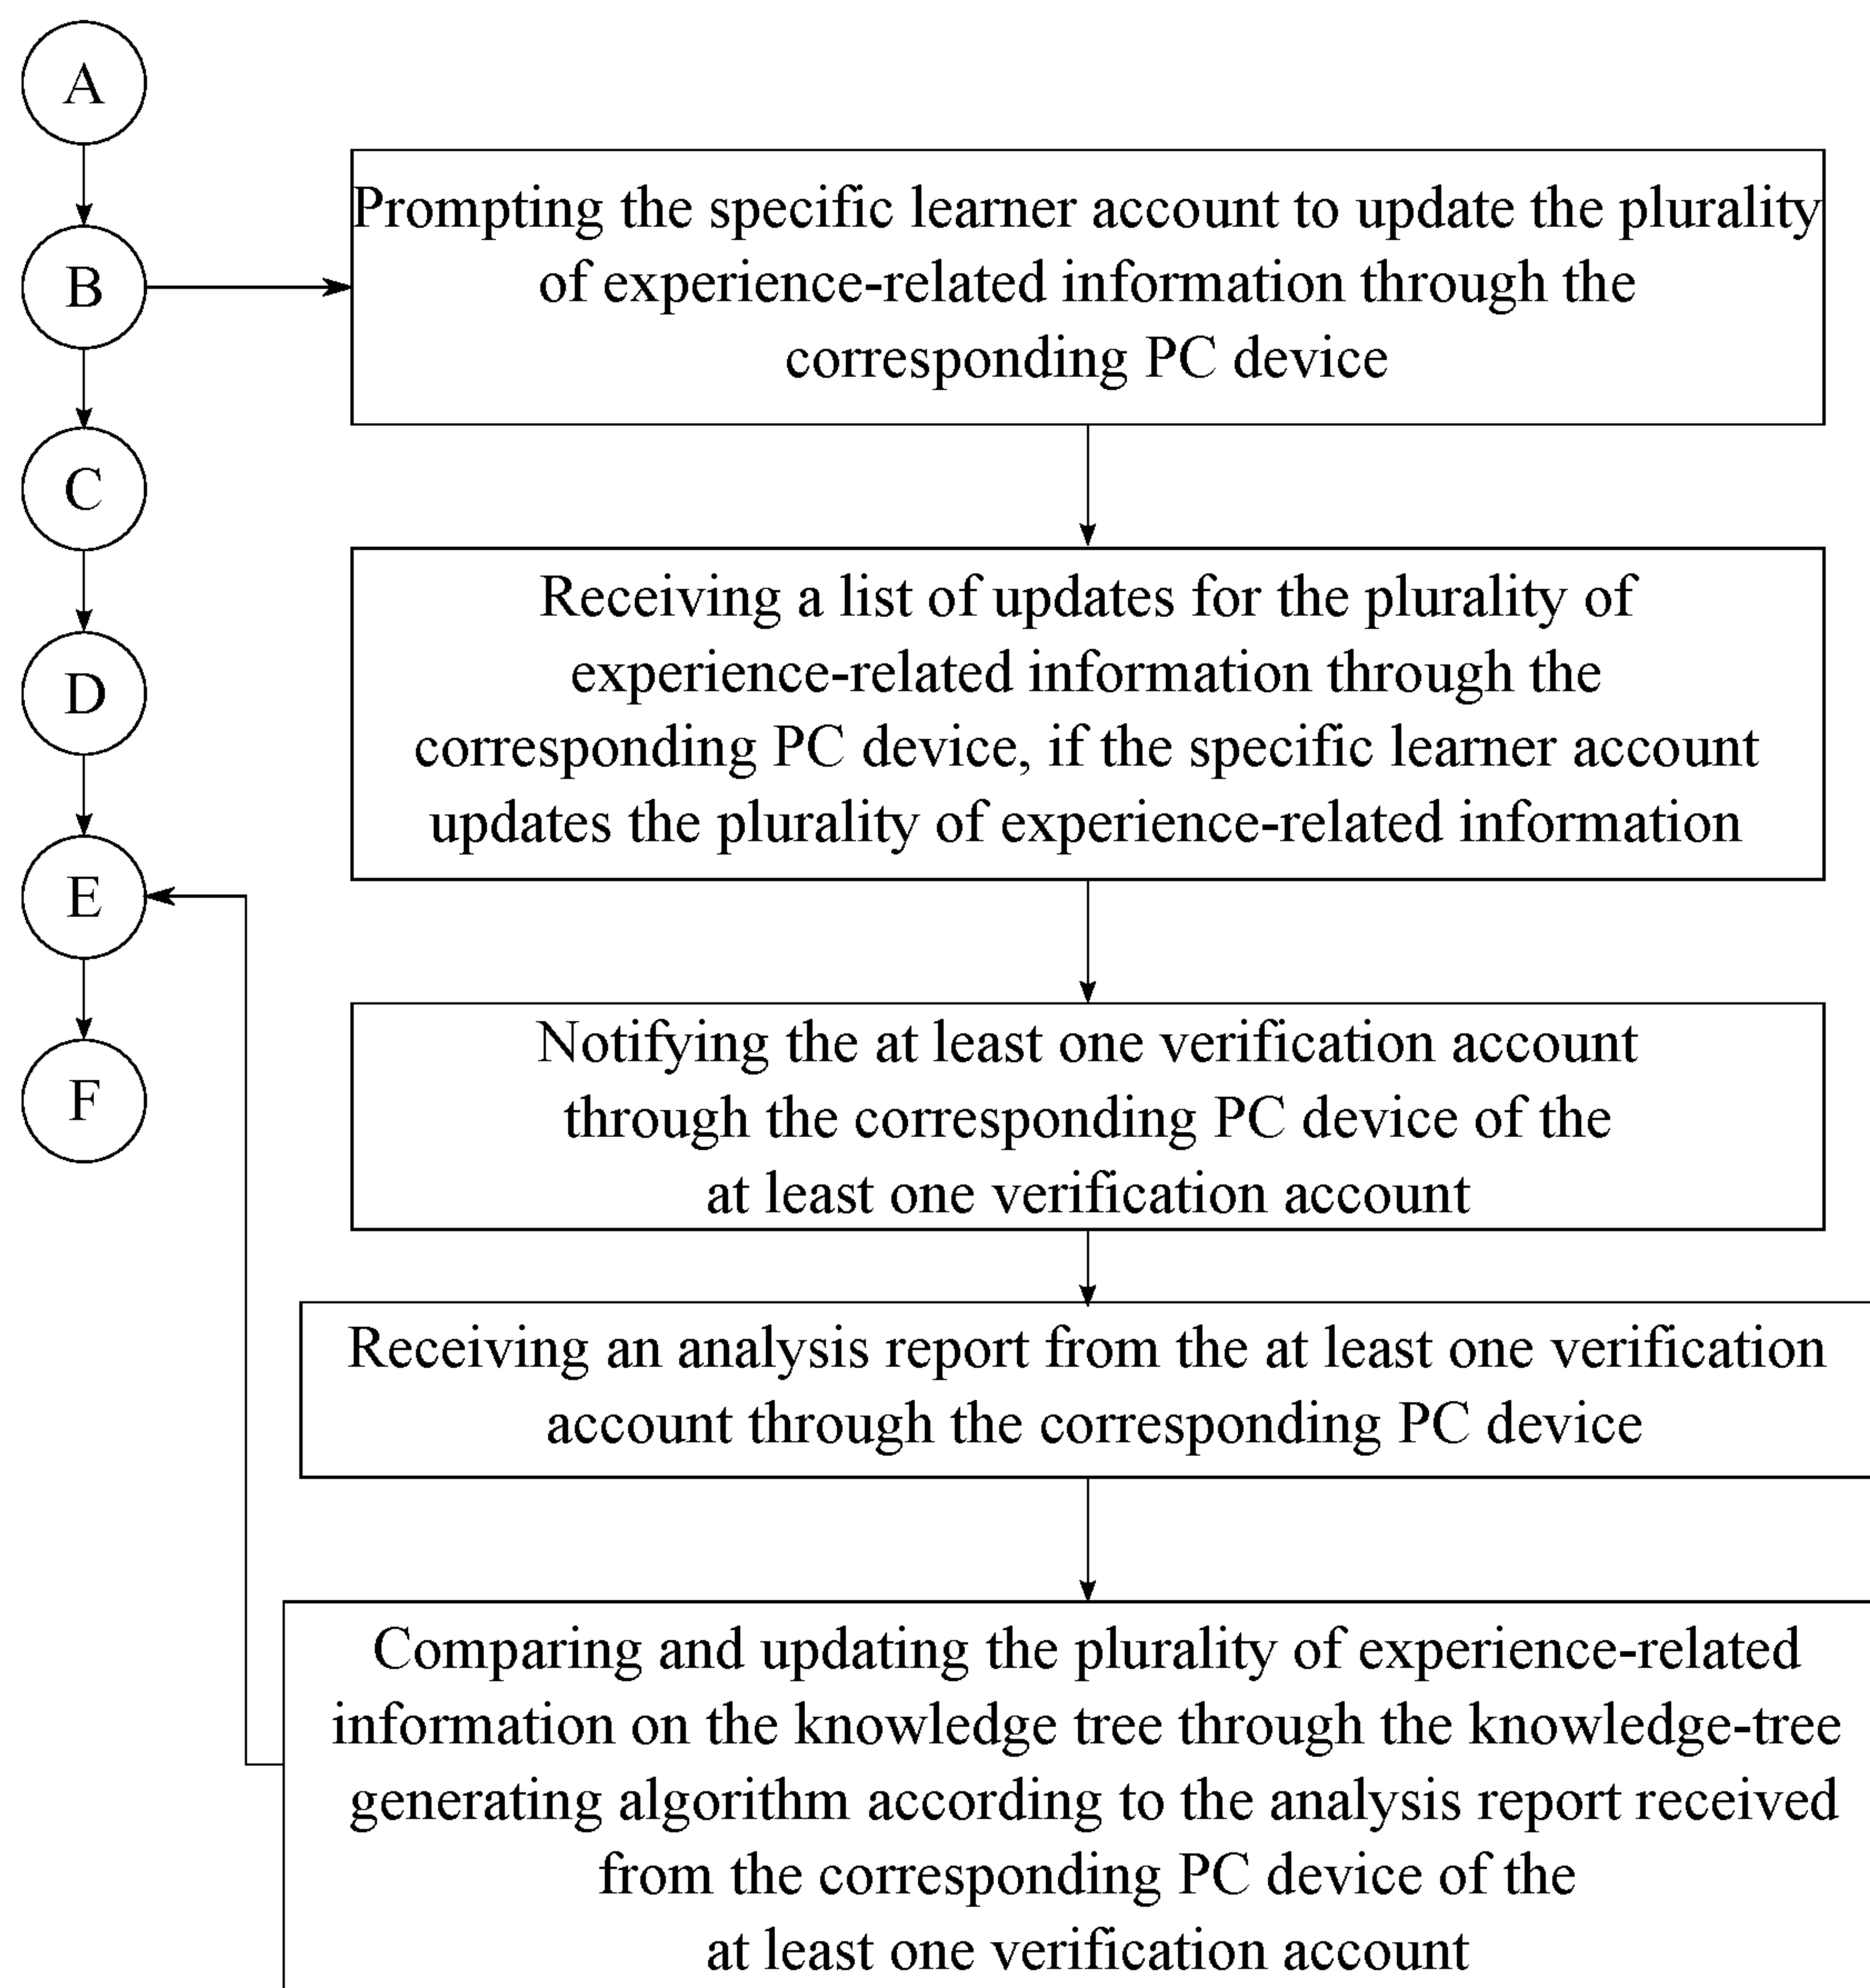 A
B
C
D
E
F
Prompting the specific learner account to update the plurality
of experience-related information through the
corresponding PC device
Receiving a list of updates for the plurality of
experience-related information through the
corresponding PC device, if the specific learner account
updates the plurality of experience-related information
Notifying the at least one verification account
through the corresponding PC device of the
at least one verification account
Receiving an analysis report from the at least one verification
account through the corresponding PC device
Comparing and updating the plurality of experience-related
information on the knowledge tree through the knowledge-tree
generating algorithm according to the analysis report received
from the corresponding PC device of the
at least one verification account